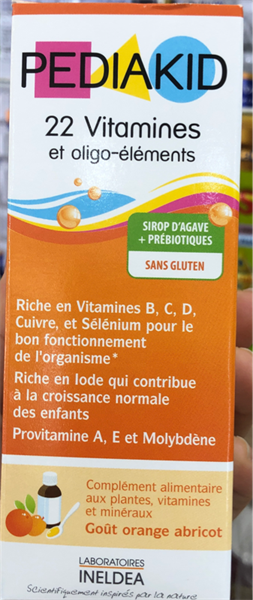 PEDIAKID
22 Vitamines
et oligo-éléments
SIROP D'AGAVE
+ PRÉBIOTIQUES
SANS GLUTEN
Riche en Vitamines B, C, D,
Cuivre, et Sélénium pour le
bon fonctionnement
de l'organisme*
Riche en Iode qui contribue
à la croissance normale
des enfants
Provitamine A, E et Molybdène
Complément alimentaire
aux plantes, vitamines
et minéraux
Goût orange abricot
LABORATOIRES
INELDEA
Scientifiquement inspirés par la nature